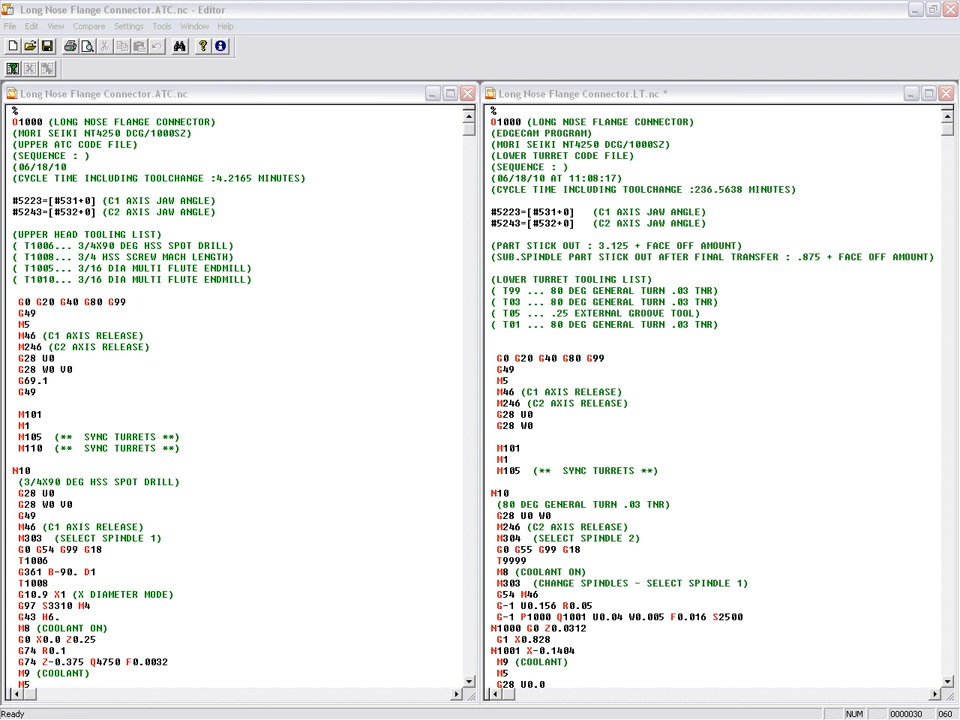 Long Nose Flange Connector.ATC.nc - Editor
File Edit View Compare Settings Tools Window Help
Long Nose Flange Connector.ATC.nc
%
O1000 (LONG NOSE FLANGE CONNECTOR)
(MORI SEIKI NT4250 DCG/1000SZ)
(UPPER ATC CODE FILE)
(SEQUENCE : )
(06/18/10
(CYCLE TIME INCLUDING TOOLCHANGE :4.2165 MINUTES)
#5223=[#531+0] (C1 AXIS JAW ANGLE)
#5243=[#532+0] (C2 AXIS JAW ANGLE)
(UPPER HEAD TOOLING LIST)
( T1006... 3/4X90 DEG HSS SPOT DRILL)
( T1008... 3/4 HSS SCREW MACH LENGTH)
( T1005... 3/16 DIA MULTI FLUTE ENDMILL)
( T1010... 3/16 DIA MULTI FLUTE ENDMILL)
G0 G20 G40 G80 G99
G49
M5
M46 (C1 AXIS RELEASE)
M246 (C2 AXIS RELEASE)
G28 U0
G28 W0 V0
G69.1
G49
M101
M1
M105 (** SYNC TURRETS **)
M110 (** SYNC TURRETS **)
N10
(3/4X90 DEG HSS SPOT DRILL)
G28 U0
G28 W0 V0
G49
M46 (C1 AXIS RELEASE)
M303 (SELECT SPINDLE 1)
G0 G54 G99 G18
T1006
G361 B-90. D1
T1008
G10.9 X1 (X DIAMETER MODE)
G97 S3310 M4
G43 H6.
M8 (COOLANT ON)
G0 X0.0 Z0.25
G74 R0.1
G74 Z-0.375 Q4750 F0.0032
M9 (COOLANT)
M5
Long Nose Flange Connector.LT.nc *
%
O1000 (LONG NOSE FLANGE CONNECTOR)
(EDGECAM PROGRAM)
(MORI SEIKI NT4250 DCG/1000SZ)
(LOWER TURRET CODE FILE)
(SEQUENCE : )
(06/18/10 AT 11:08:17)
(CYCLE TIME INCLUDING TOOLCHANGE :236.5638 MINUTES)
#5223=[#531+0] (C1 AXIS JAW ANGLE)
#5243=[#532+0] (C2 AXIS JAW ANGLE)
(PART STICK OUT : 3.125 + FACE OFF AMOUNT)
(SUB.SPINDLE PART STICK OUT AFTER FINAL TRANSFER : .875 + FACE OFF AMOUNT)
(LOWER TURRET TOOLING LIST)
( T99 ... 80 DEG GENERAL TURN .03 TNR)
( T03 ... 80 DEG GENERAL TURN .03 TNR)
( T05 ... .25 EXTERNAL GROOVE TOOL)
( T01 ... 80 DEG GENERAL TURN .03 TNR)
G0 G20 G40 G80 G99
G49
M5
M46 (C1 AXIS RELEASE)
M246 (C2 AXIS RELEASE)
G28 U0
G28 W0
M101
M1
M105 (** SYNC TURRETS **)
N10
(80 DEG GENERAL TURN .03 TNR)
G28 U0 W0
M246 (C2 AXIS RELEASE)
M304 (SELECT SPINDLE 2)
G0 G55 G99 G18
T9999
M8 (COOLANT ON)
M303 (CHANGE SPINDLES - SELECT SPINDLE 1)
G54 M46
G-1 U0.156 R0.05
G-1 P1000 Q1001 U0.04 W0.005 F0.016 S2500
N1000 G0 Z0.0312
G1 X0.828
N1001 X-0.1404
M9 (COOLANT)
M5
G28 U0.0
Ready NUM 0000030 060